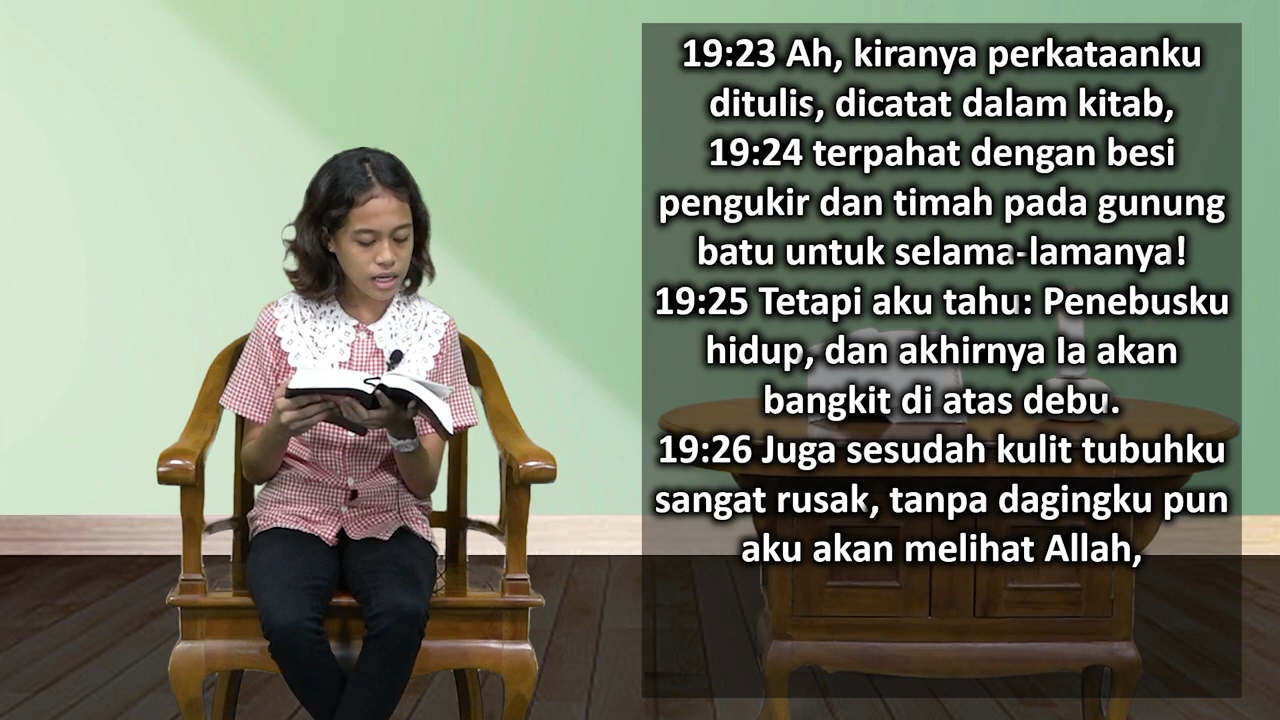 19:23 Ah, kiranya perkataanku
ditulis, dicatat dalam kitab,
19:24 terpahat dengan besi
pengukir dan timah pada gunung
batu untuk selama-lamanya!
19:25 Tetapi aku tahu: Penebusku
hidup, dan akhirnya Ia akan
bangkit di atas debu.
19:26 Juga sesudah kulit tubuhku
sangat rusak, tanpa dagingku pun
aku akan melihat Allah,